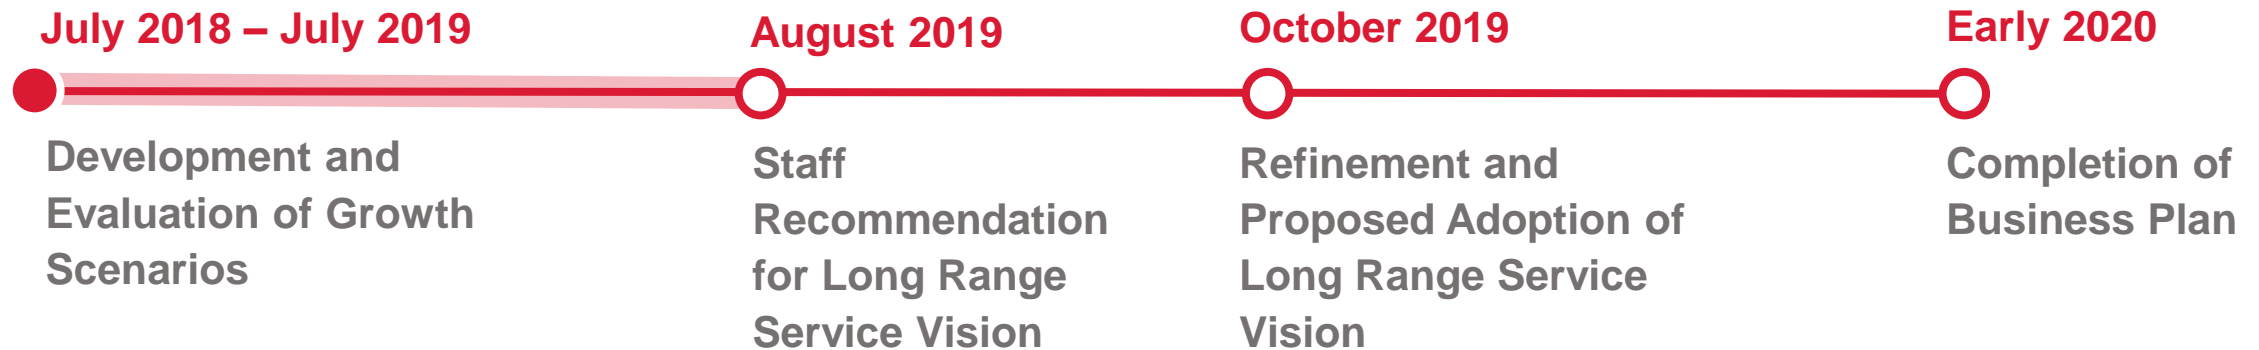 July 2018 – July 2019
Development and
Evaluation of Growth
Scenarios
August 2019
Staff
Recommendation
for Long Range
Service Vision
October 2019
Refinement and
Proposed Adoption of
Long Range Service
Vision
Early 2020
Completion of
Business Plan